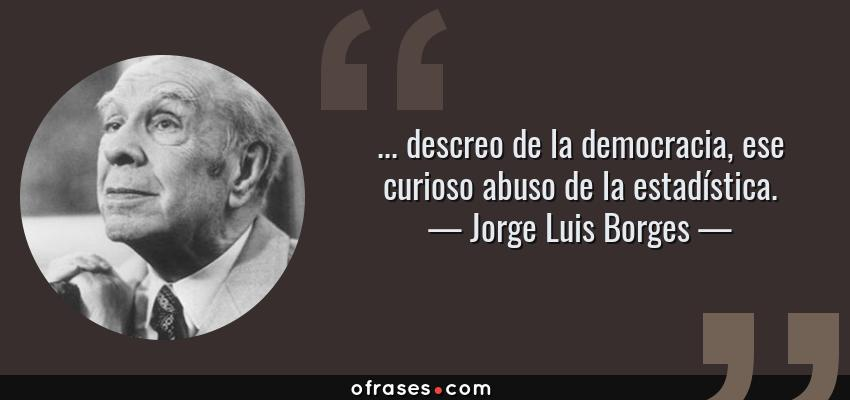 ... descreo de la democracia, ese
curioso abuso de la estadística.
— Jorge Luis Borges —
ofrases.com